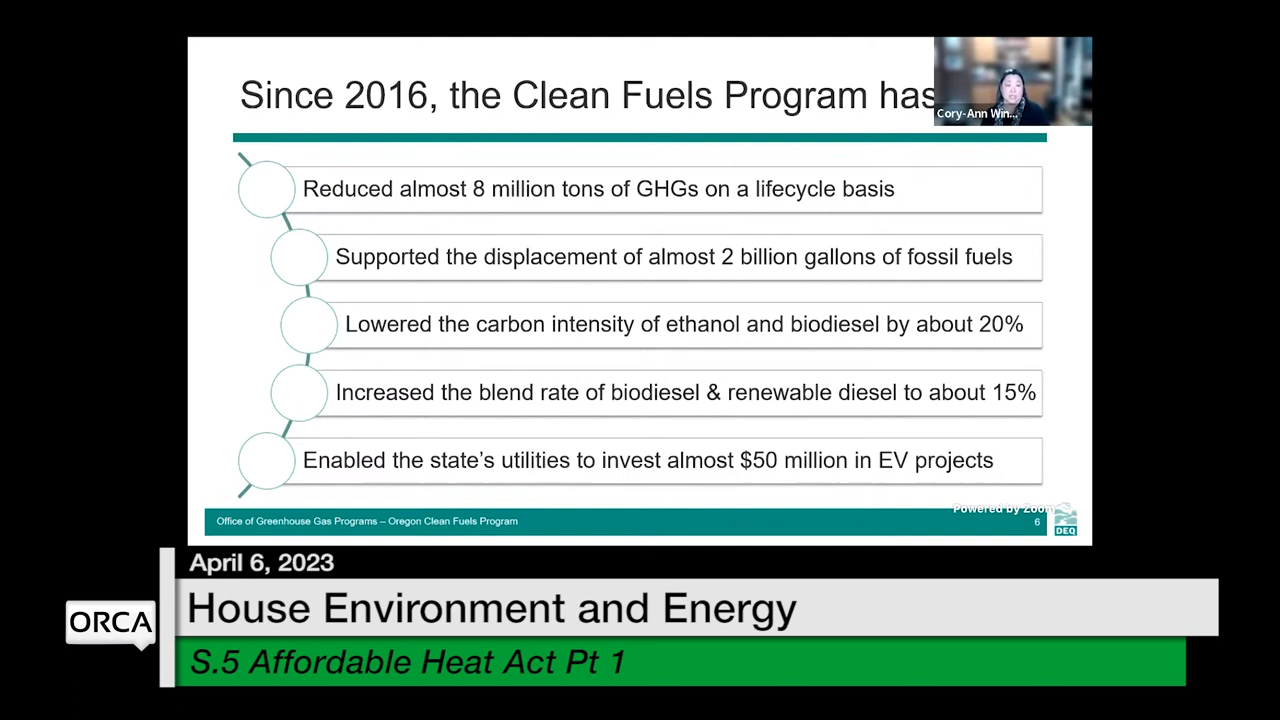 Since 2016, the Clean Fuels Program has
Cory-Ann Win...
Reduced almost 8 million tons of GHGs on a lifecycle basis
Supported the displacement of almost 2 billion gallons of fossil fuels
Lowered the carbon intensity of ethanol and biodiesel by about 20%
Increased the blend rate of biodiesel & renewable diesel to about 15%
Enabled the state's utilities to invest almost $50 million in EV projects
Powered by Zoom
Office of Greenhouse Gas Programs – Oregon Clean Fuels Program
6
DEQ
April 6, 2023
ORCA
House Environment and Energy
S.5 Affordable Heat Act Pt 1